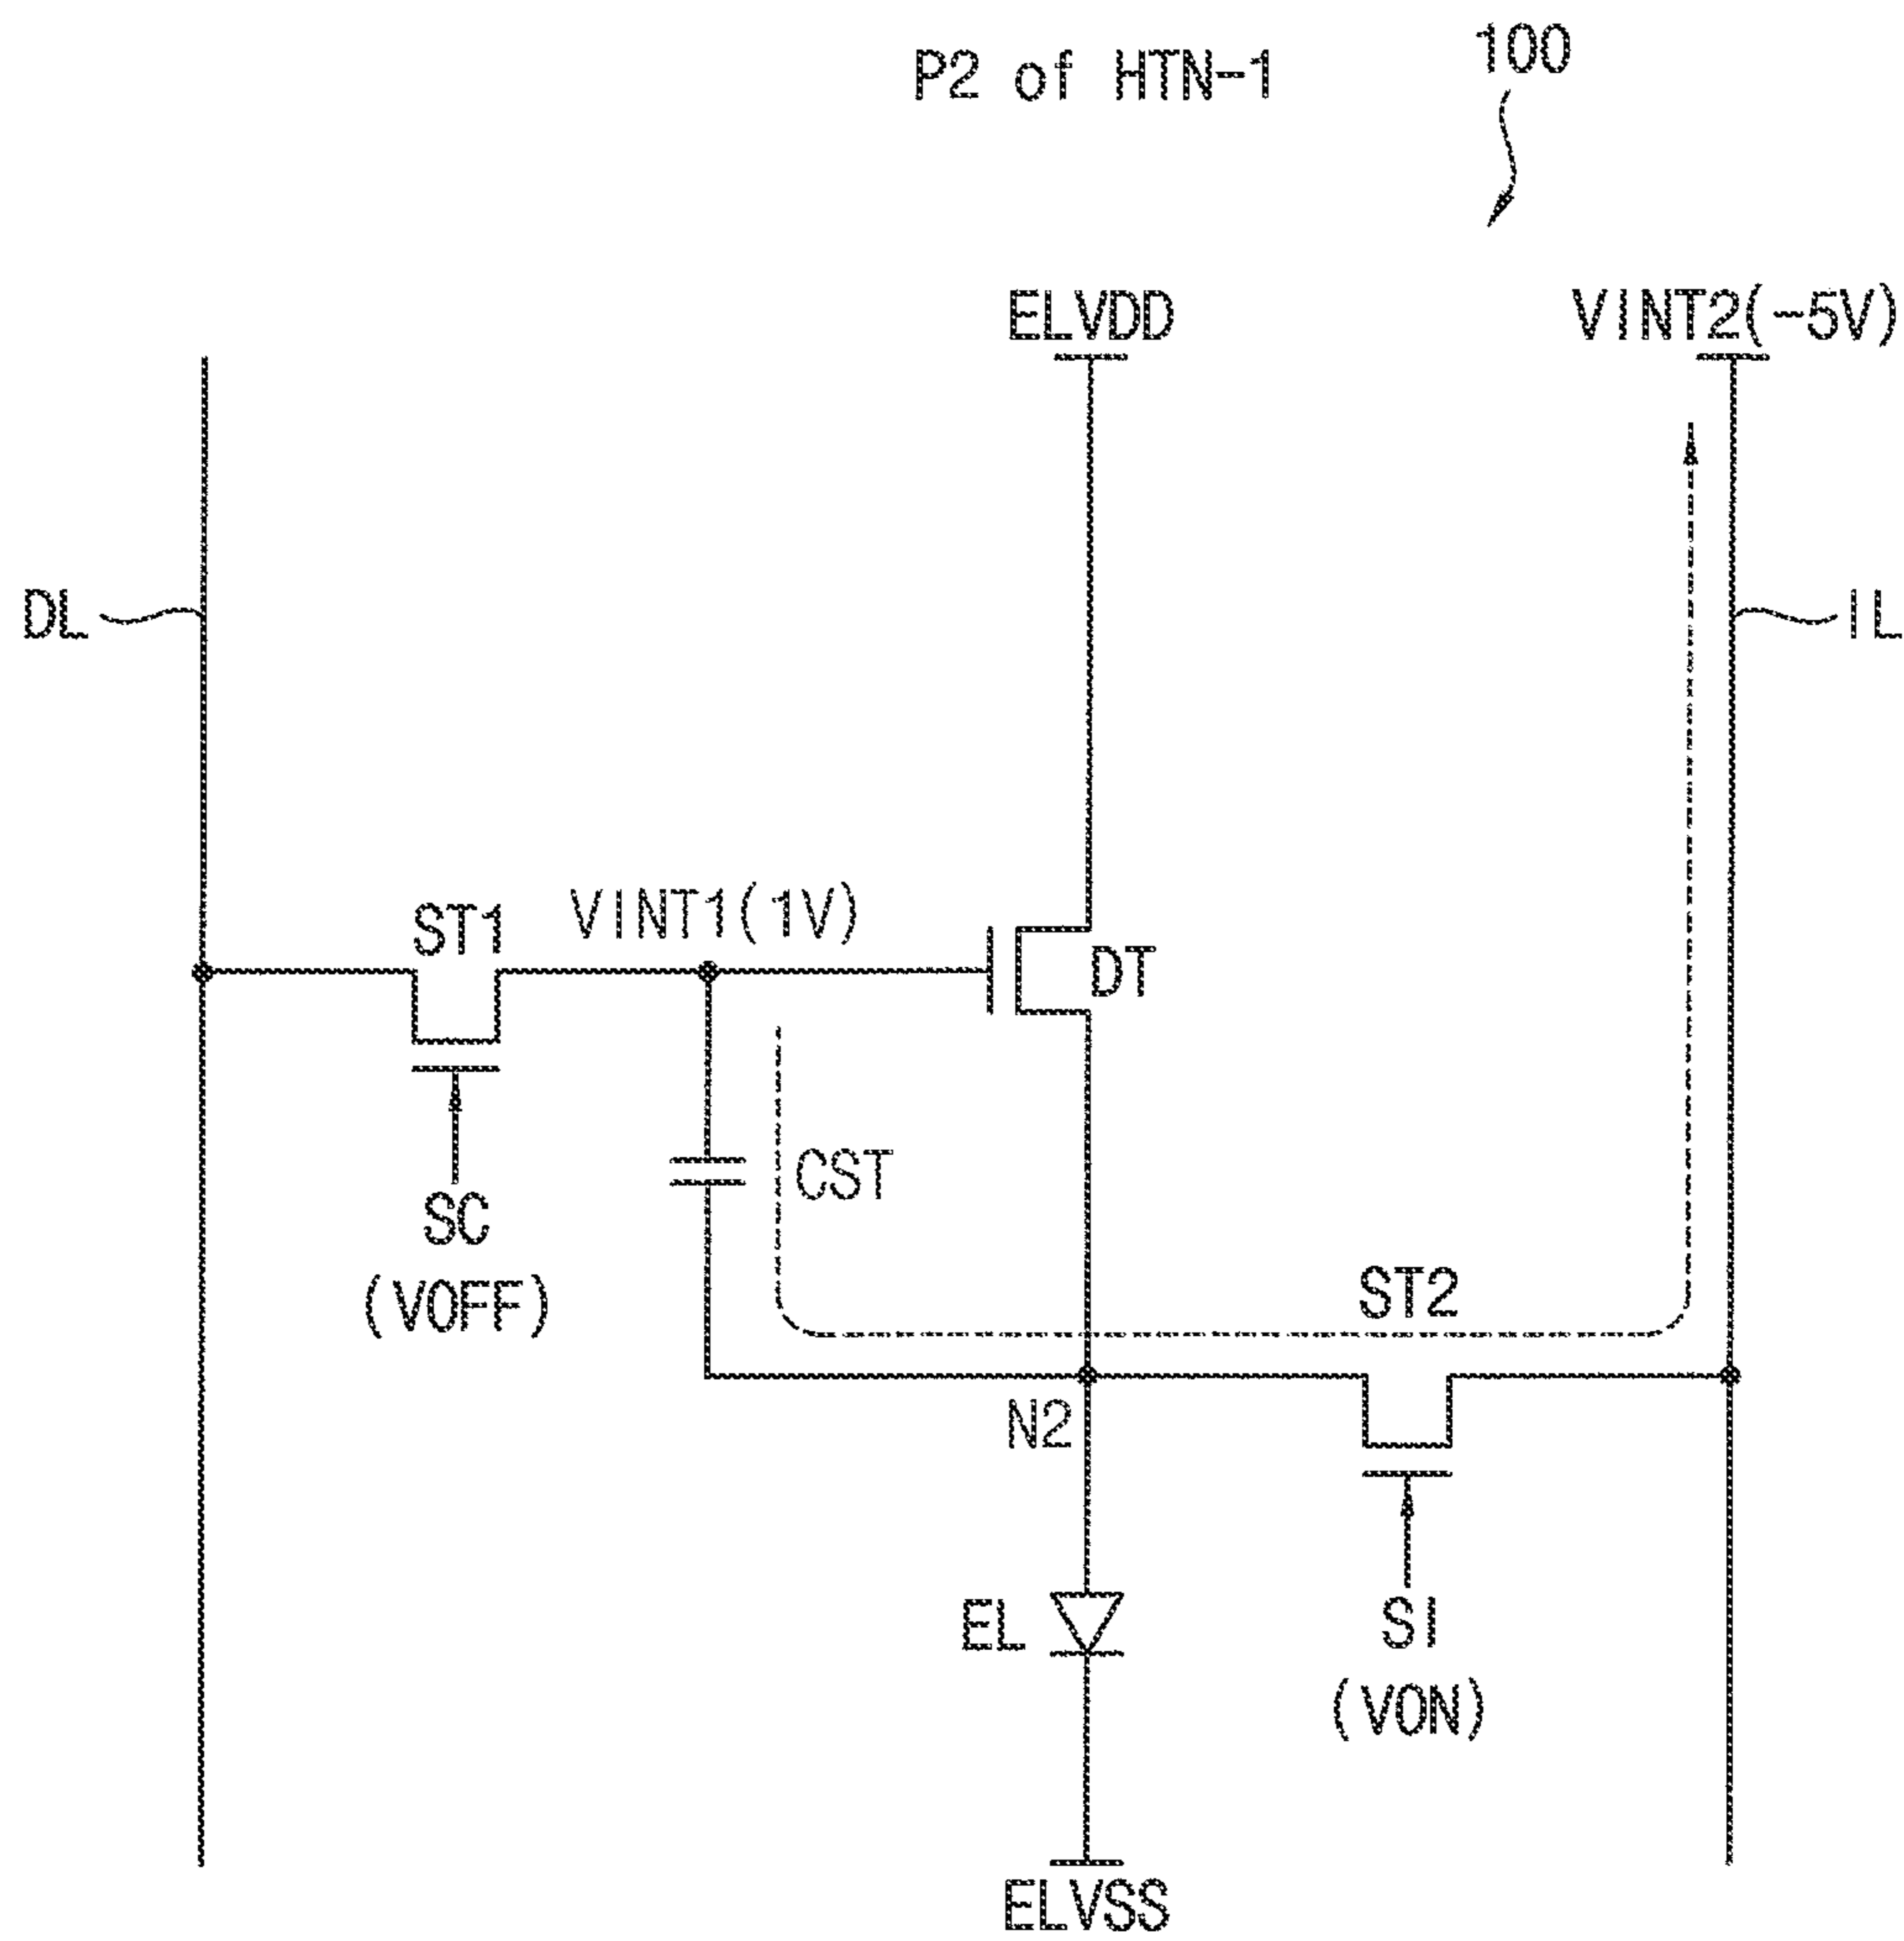 P2 of HTN-1
100
ELVDD
VINT2(-5V)
DL
IL
ST1
VINT1(1V)
DT
CST
SC
(VOFF)
ST2
N2
EL
SI
(VON)
ELVSS